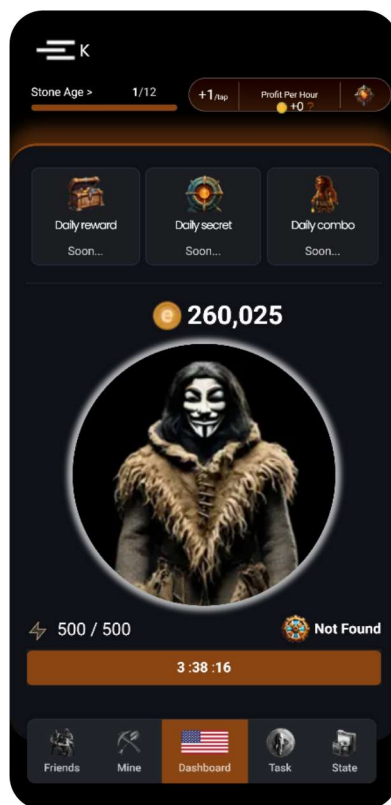 K
Stone Age > 1/12
+1/tap
Profit Per Hour
+0 ?
Daily reward Daily secret Daily combo
Soon... Soon... Soon...
e 260,025
500 / 500 Not Found
3 :38 :16
Friends Mine Dashboard Task State